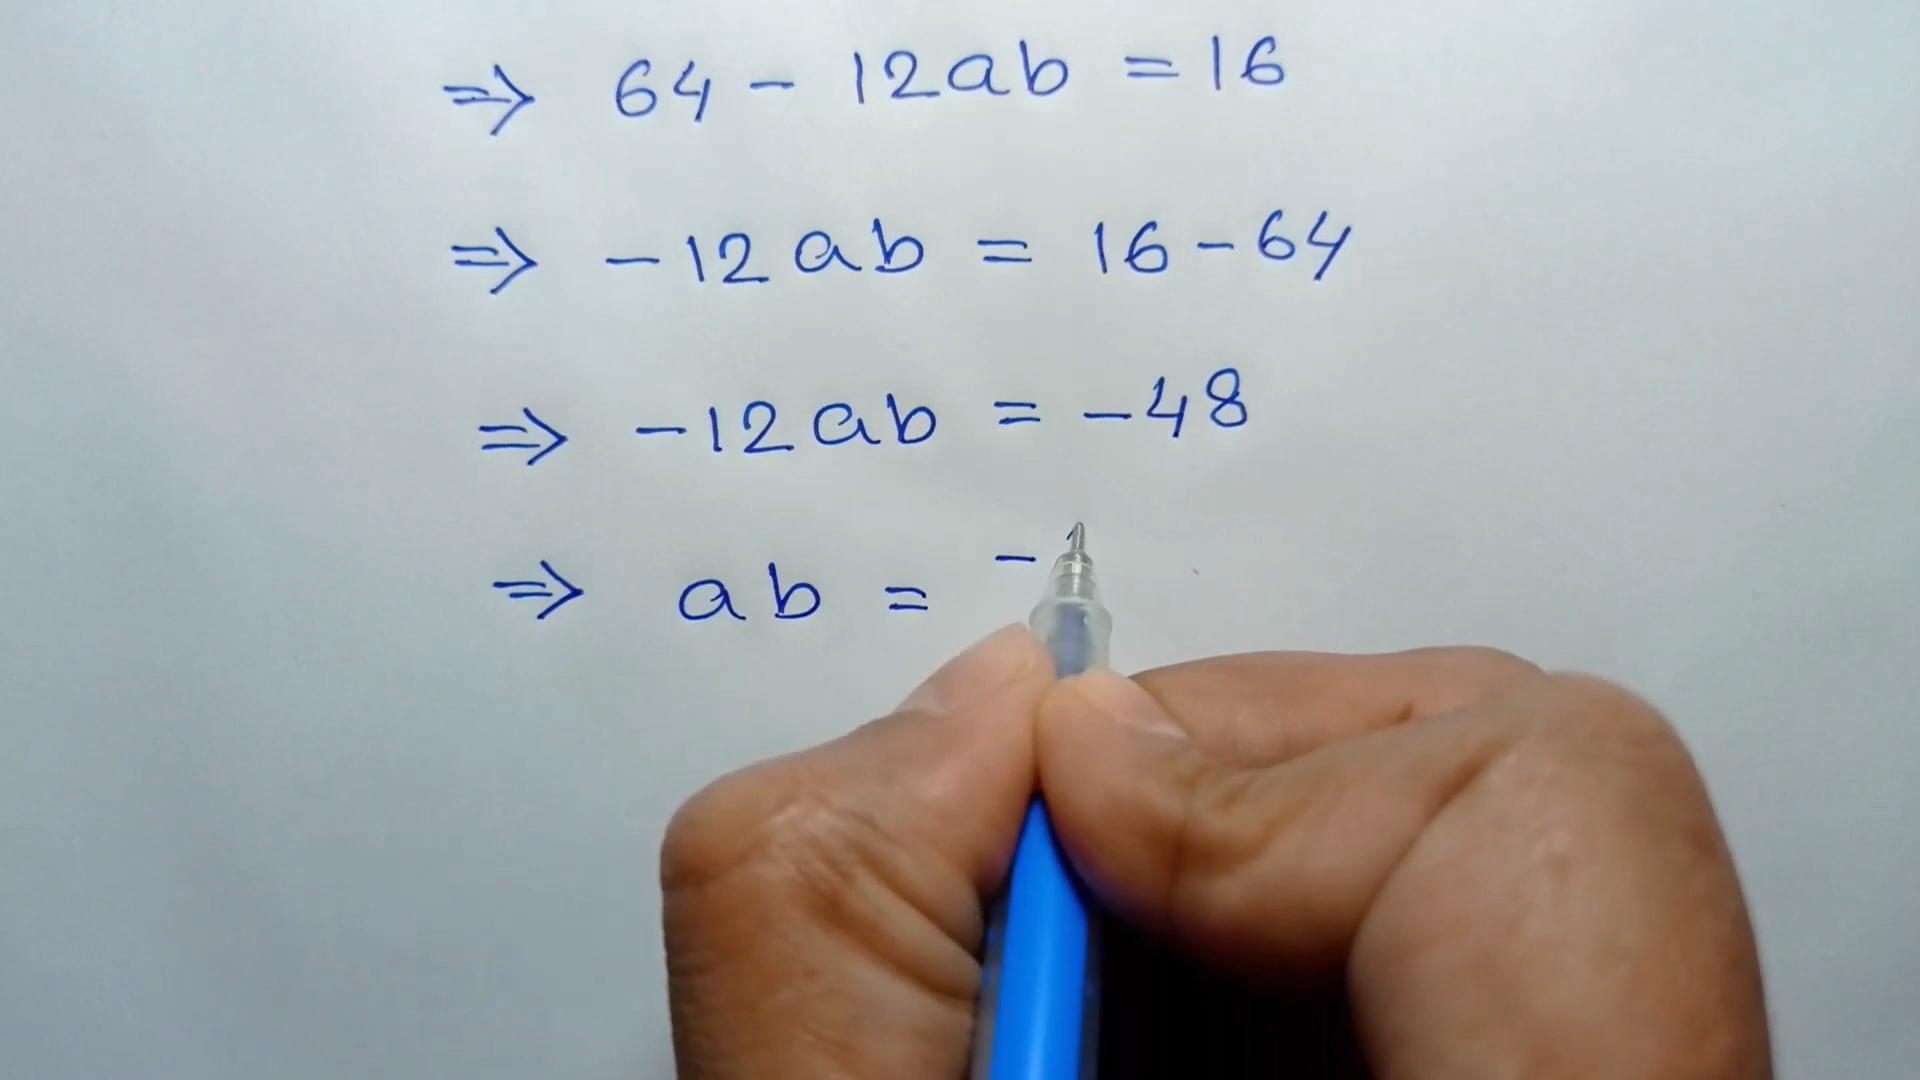 ⇒ 64 - 12ab = 16
⇒ -12ab = 16 - 64
⇒ -12ab = -48
⇒ ab = -